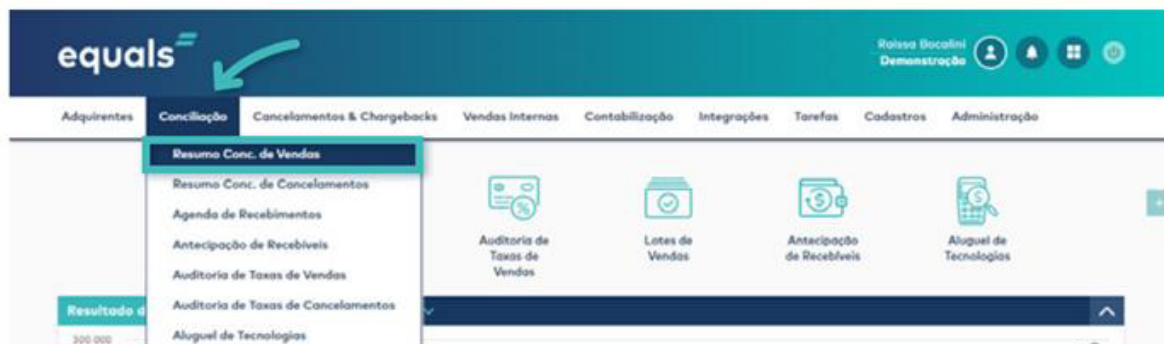 equals
Raissa Bocalini
Demonstração
Adquirentes Conciliação Cancelamentos & Chargebacks Vendas Internas Contabilização Integrações Tarefas Cadastros Administração
Resumo Conc. de Vendas
Resumo Conc. de Cancelamentos
Agenda de Recebimentos
Antecipação de Recebíveis
Auditoria de Taxas de Vendas
Auditoria de Taxas de Cancelamentos
Aluguel de Tecnologias
Auditoria de
Taxas de
Vendas
Lotes de
Vendas
Antecipação
de Recebíveis
Aluguel de
Tecnologias
Resultado d
300.000